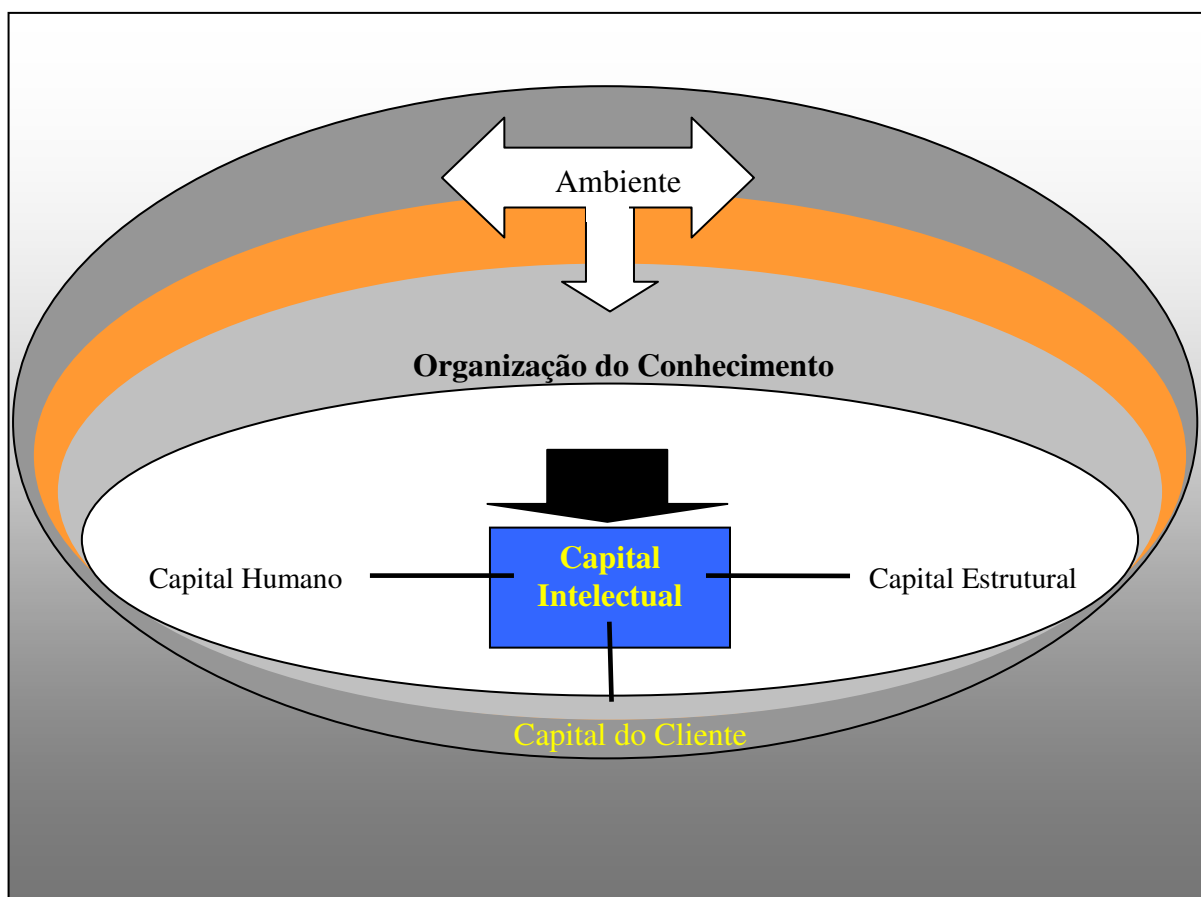 Ambiente
Organização do Conhecimento
Capital
Intelectual
Capital Humano
Capital Estrutural
Capital do Cliente